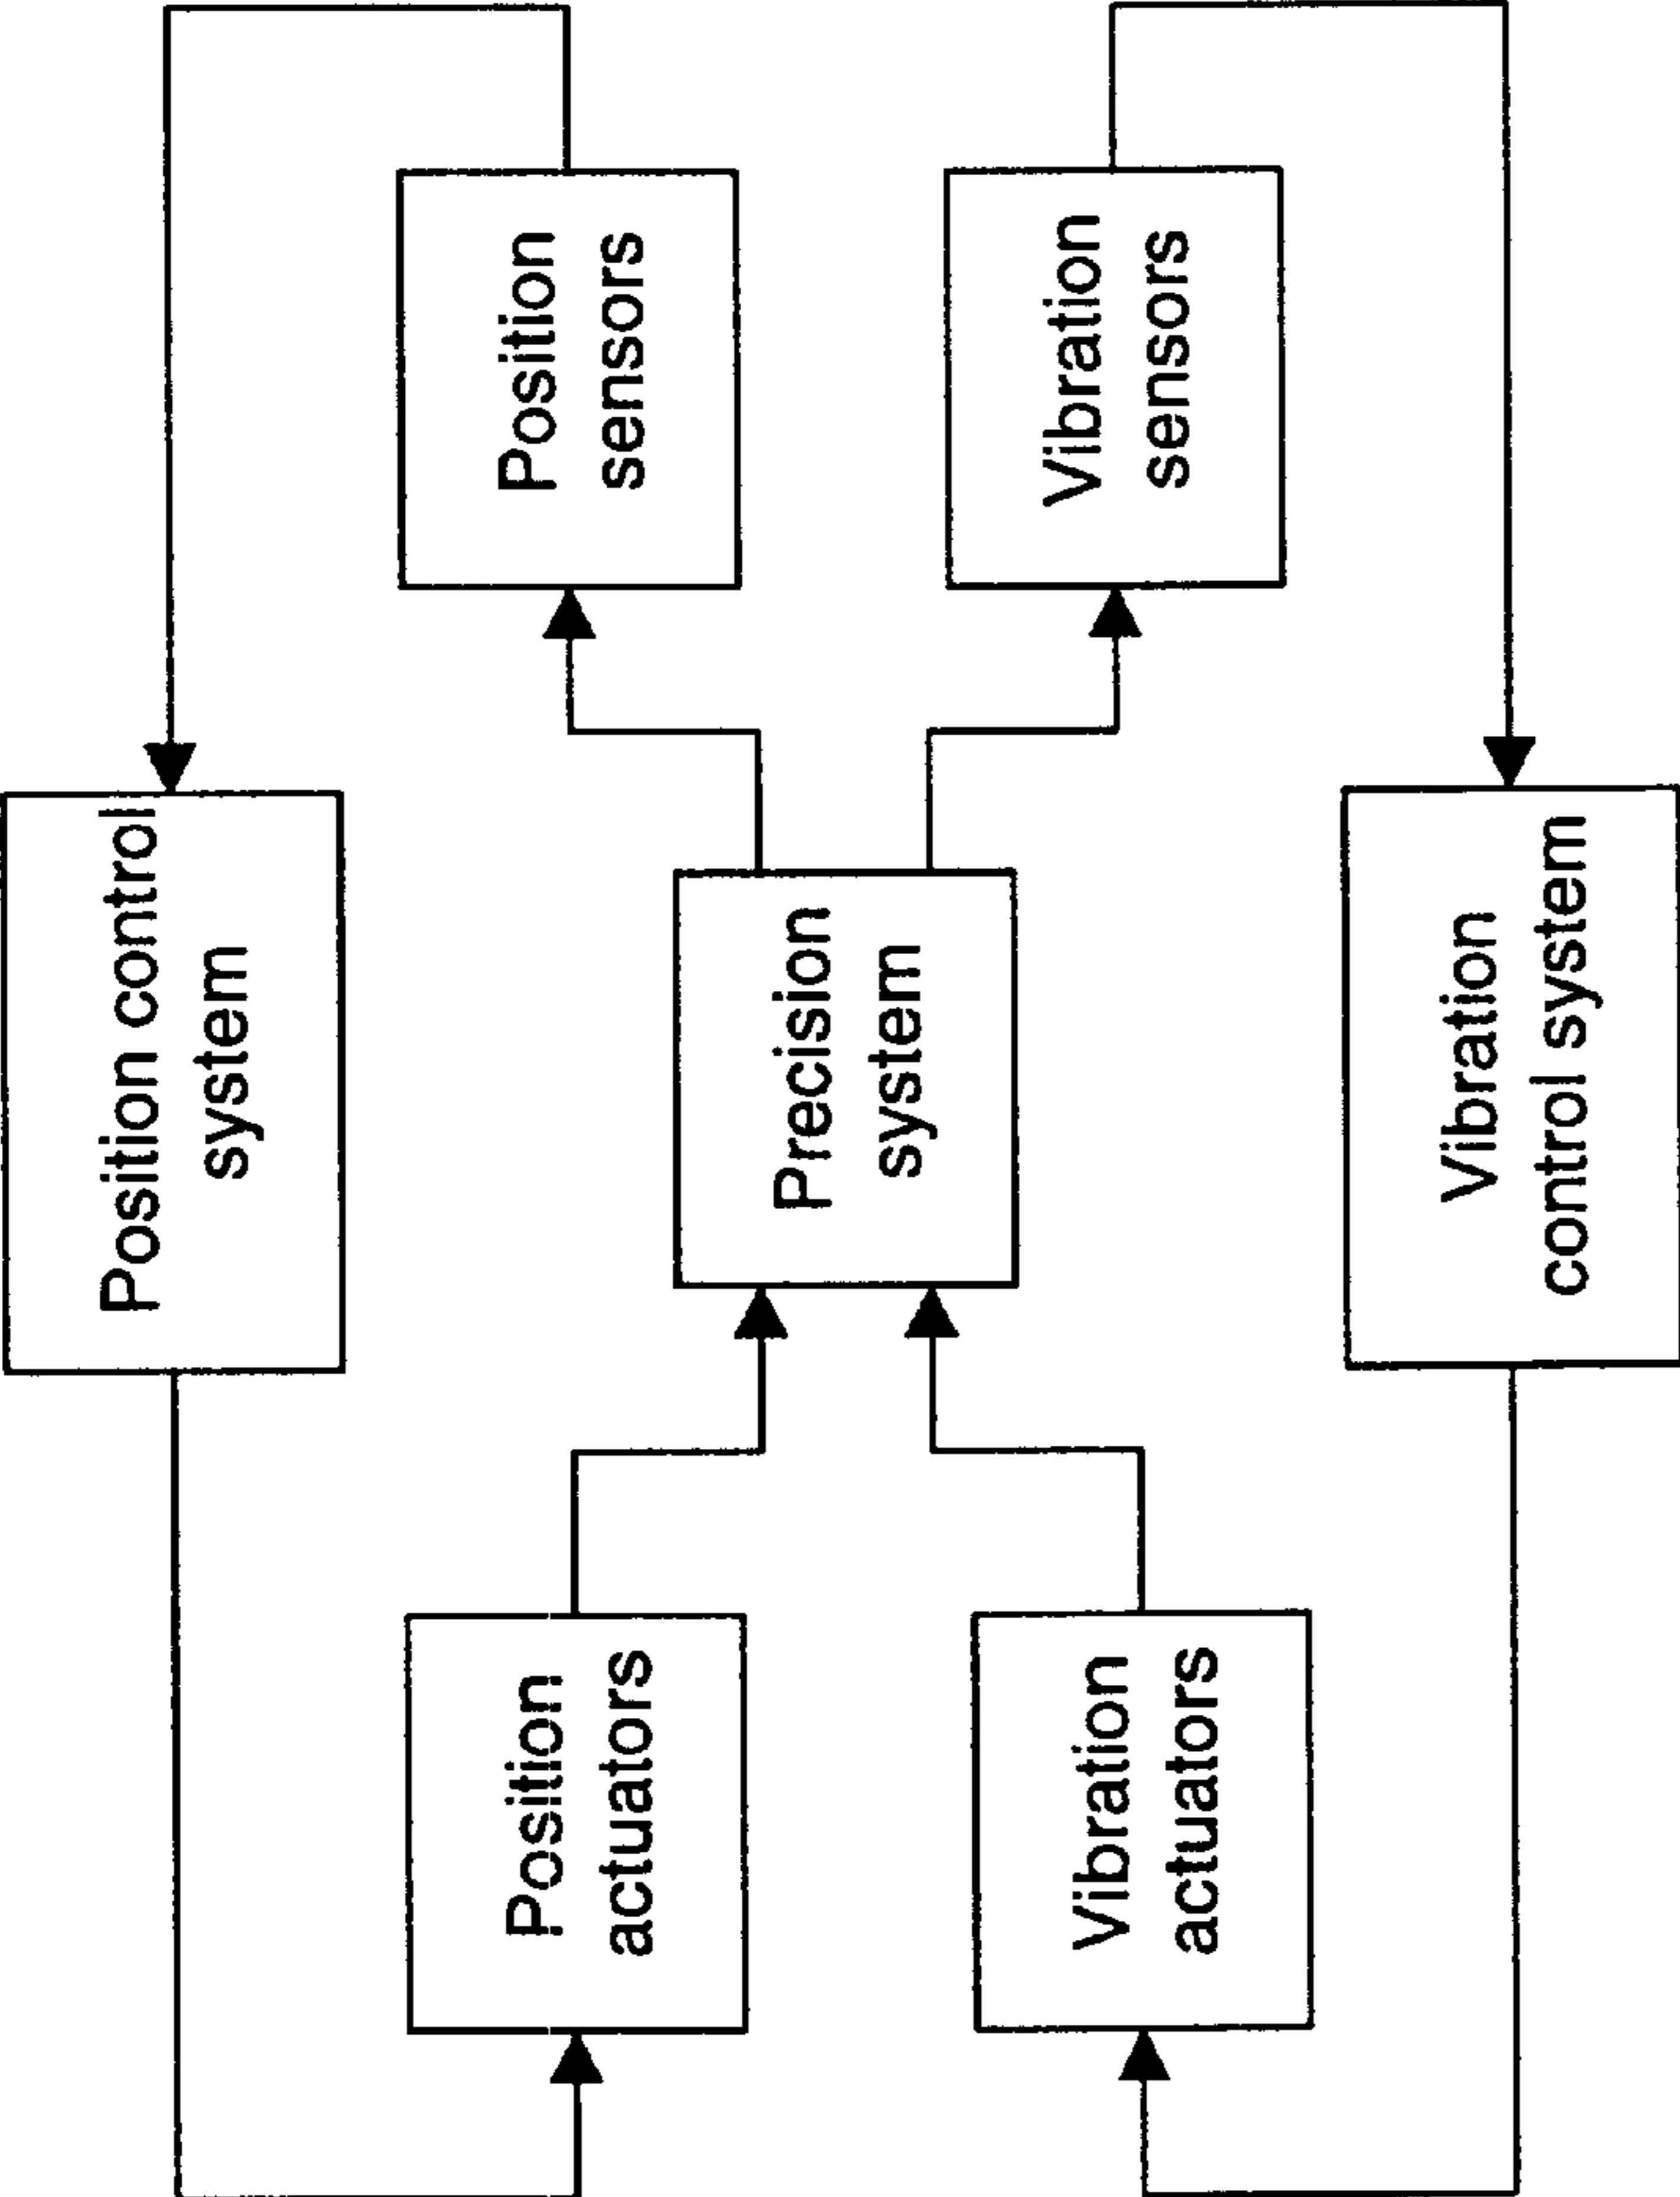 Position control
system
Position
actuators
Position
sensors
Precision
system
Vibration
actuators
Vibration
sensors
Vibration
control system